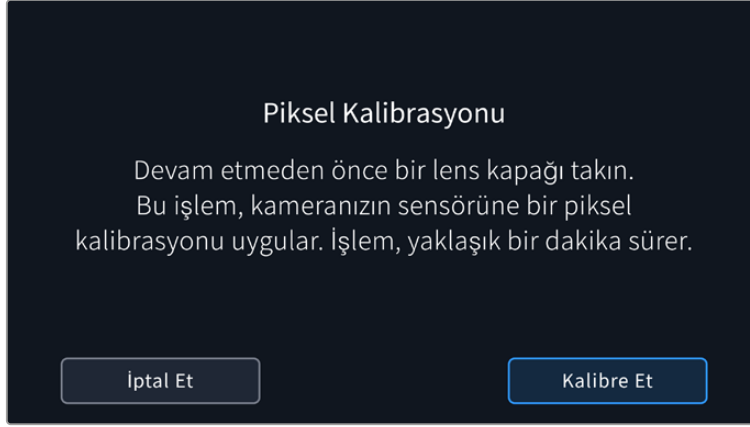 Piksel Kalibrasyonu
Devam etmeden önce bir lens kapağı takın.
Bu işlem, kameranızın sensörüne bir piksel
kalibrasyonu uygular. İşlem, yaklaşık bir dakika sürer.
İptal Et
Kalibre Et